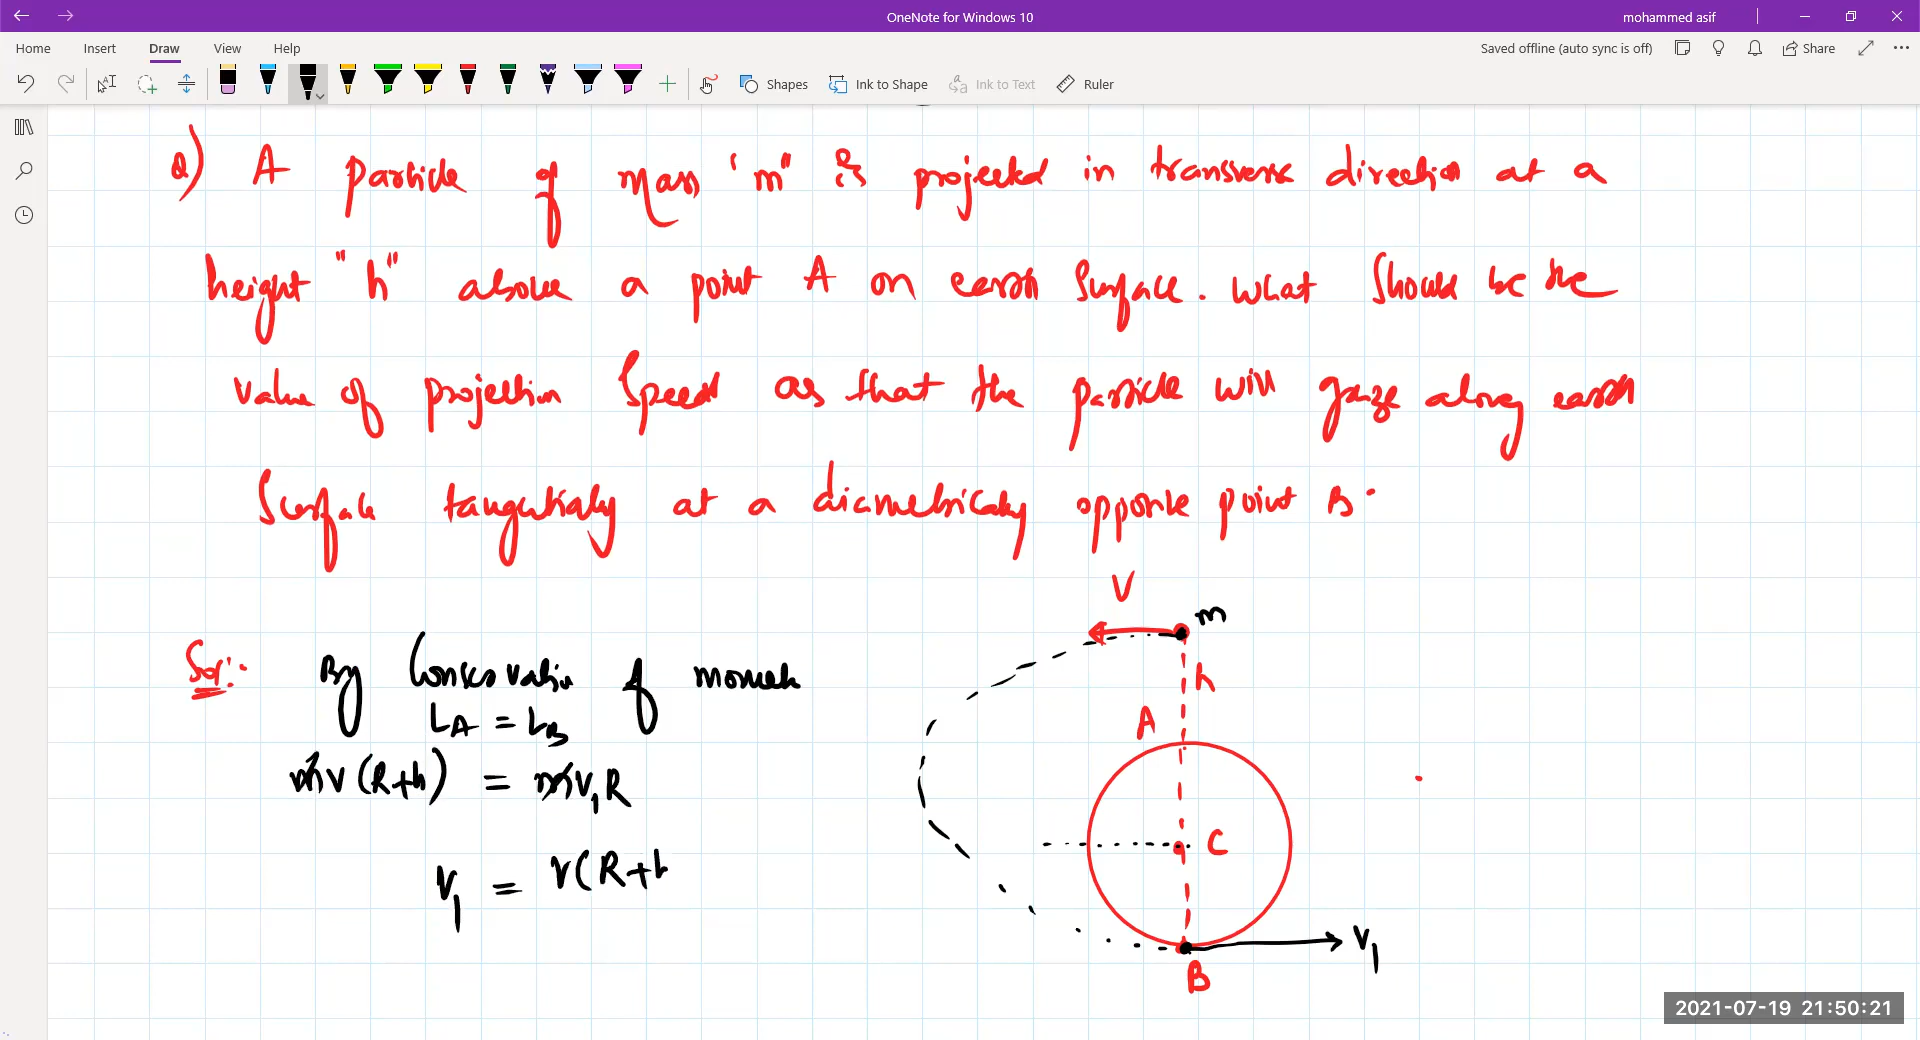 OneNote for Windows 10
mohammed asif
Home Insert Draw View Help
Saved offline (auto sync is off) Share
Shapes Ink to Shape Ink to Text Ruler
Q) A particle of mass "m" is projected in transverse direction at a
height "h" above a point A on earth surface. What should be the
value of projection speed as that the particle will graze along earth
surface tangentially at a diametrically opposite point B.
V
m
h
A
C
B
V₁
Sol:-
By Conservation of
L_A = L_B
mv(R+h) = mv₁R
V₁ = V(R+h
2021-07-19 21:50:21